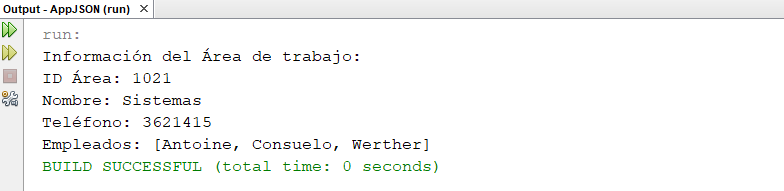 Output - AppJSON (run)
run:
Información del Área de trabajo:
ID Área: 1021
Nombre: Sistemas
Teléfono: 3621415
Empleados: [Antoine, Consuelo, Werther]
BUILD SUCCESSFUL (total time: 0 seconds)